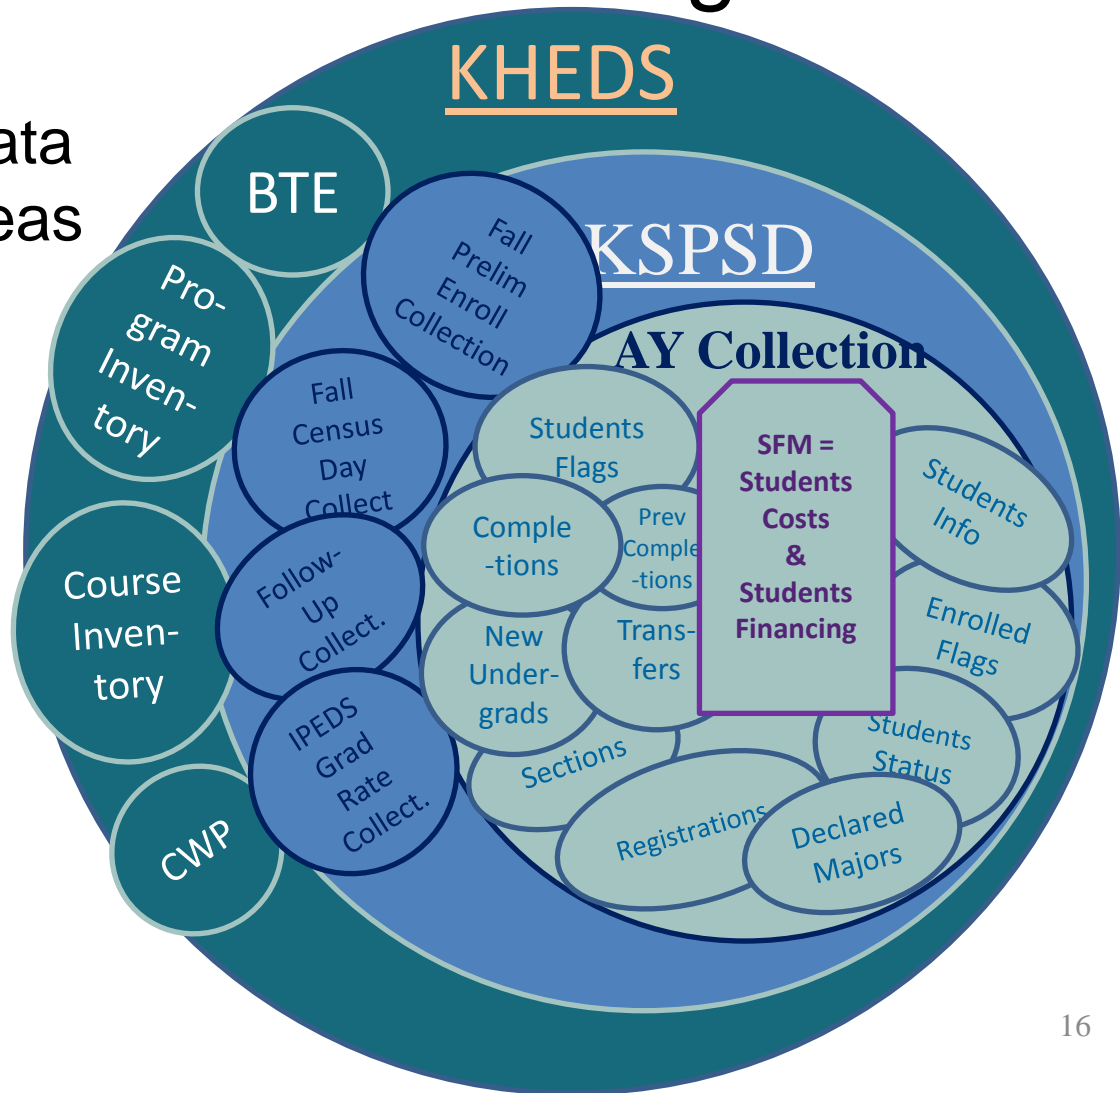 KHEDS
BTE
Pro-
gram
Inven-
tory
Course
Inven-
tory
CWP
KSPSD
Fall
Prelim
Enroll
Collection
Fall
Census
Day
Collect
Follow-
Up
Collect.
IPEDS
Grad
Rate
Collect.
AY Collection
Students
Flags
Comple
-tions
Prev
Comple
-tions
New
Under-
grads
Trans-
fers
SFM =
Students
Costs
&
Students
Financing
Students
Info
Enrolled
Flags
Students
Status
Sections
Registrations
Declared
Majors
16